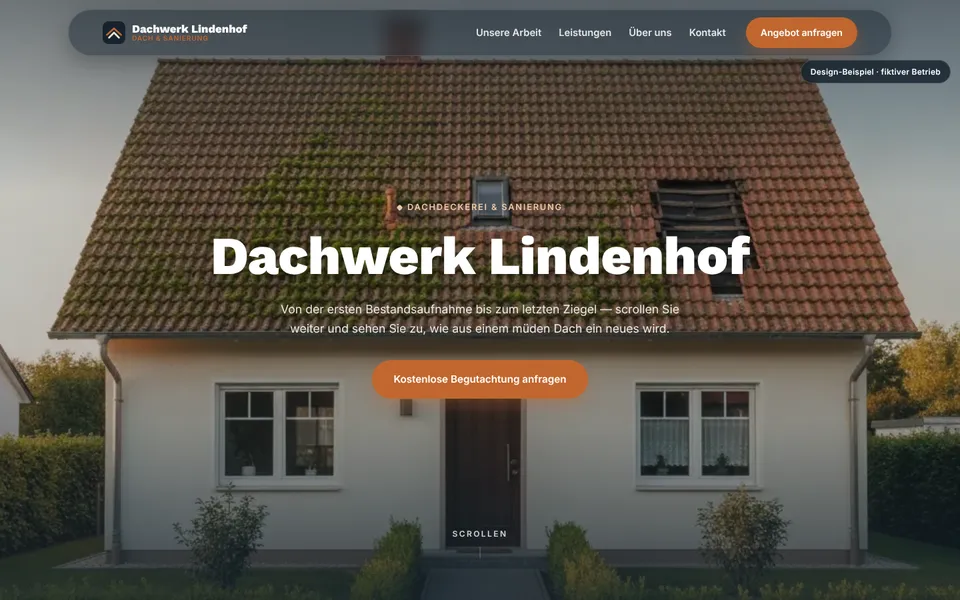 Dachwerk Lindenhof
DACH & SANIERUNG
Unsere Arbeit
Leistungen
Über uns
Kontakt
Angebot anfragen
Design-Beispiel · fiktiver Betrieb
◆ DACHDECKEREI & SANIERUNG
Dachwerk Lindenhof
Von der ersten Bestandsaufnahme bis zum letzten Ziegel — scrollen Sie
weiter und sehen Sie zu, wie aus einem müden Dach ein neues wird.
Kostenlose Begutachtung anfragen
SCROLLEN